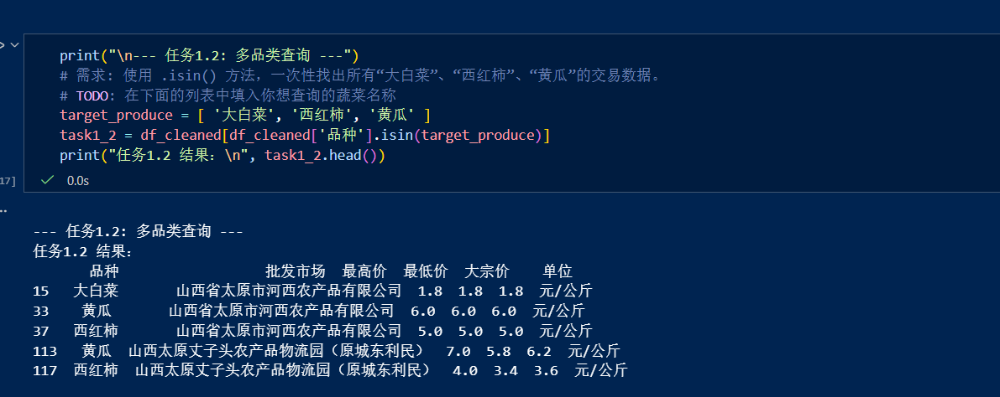 print("\n--- 任务1.2: 多品类查询 ---")
# 需求: 使用 .isin() 方法，一次性找出所有“大白菜”、“西红柿”、“黄瓜”的交易数据。
# TODO: 在下面的列表中填入你想查询的蔬菜名称
target_produce = [ '大白菜', '西红柿', '黄瓜' ]
task1_2 = df_cleaned[df_cleaned['品种'].isin(target_produce)]
print("任务1.2 结果：\n", task1_2.head())
17]
0.0s
--- 任务1.2: 多品类查询 ---
任务1.2 结果：
品种 批发市场 最高价 最低价 大宗价 单位
15 大白菜 山西省太原市河西农产品有限公司 1.8 1.8 1.8 元/公斤
33 黄瓜 山西省太原市河西农产品有限公司 6.0 6.0 6.0 元/公斤
37 西红柿 山西省太原市河西农产品有限公司 5.0 5.0 5.0 元/公斤
113 黄瓜 山西太原丈子头农产品物流园（原城东利民） 7.0 5.8 6.2 元/公斤
117 西红柿 山西太原丈子头农产品物流园（原城东利民） 4.0 3.4 3.6 元/公斤